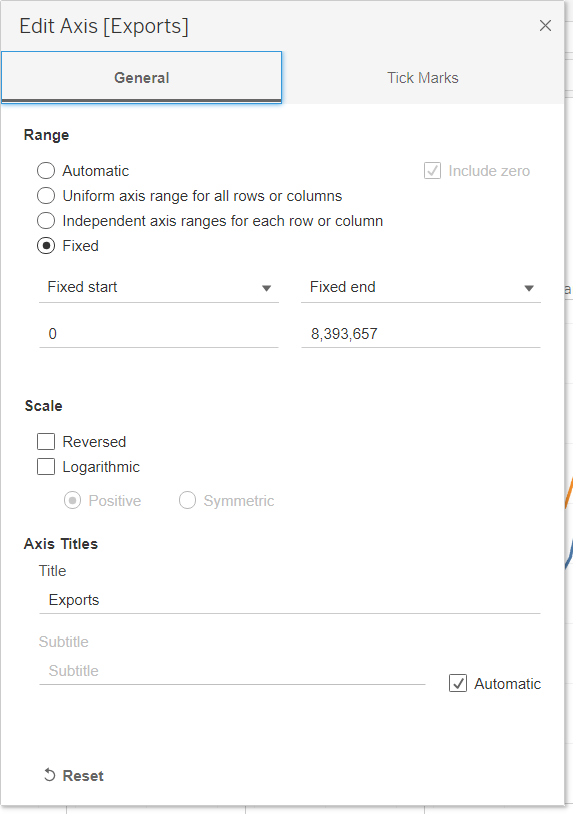 Edit Axis [Exports]
General
Tick Marks
Range
Automatic
Include zero
Uniform axis range for all rows or columns
Independent axis ranges for each row or column
Fixed
Fixed start
Fixed end
0
8,393,657
Scale
Reversed
Logarithmic
Positive
Symmetric
Axis Titles
Title
Exports
Subtitle
Subtitle
Automatic
Reset